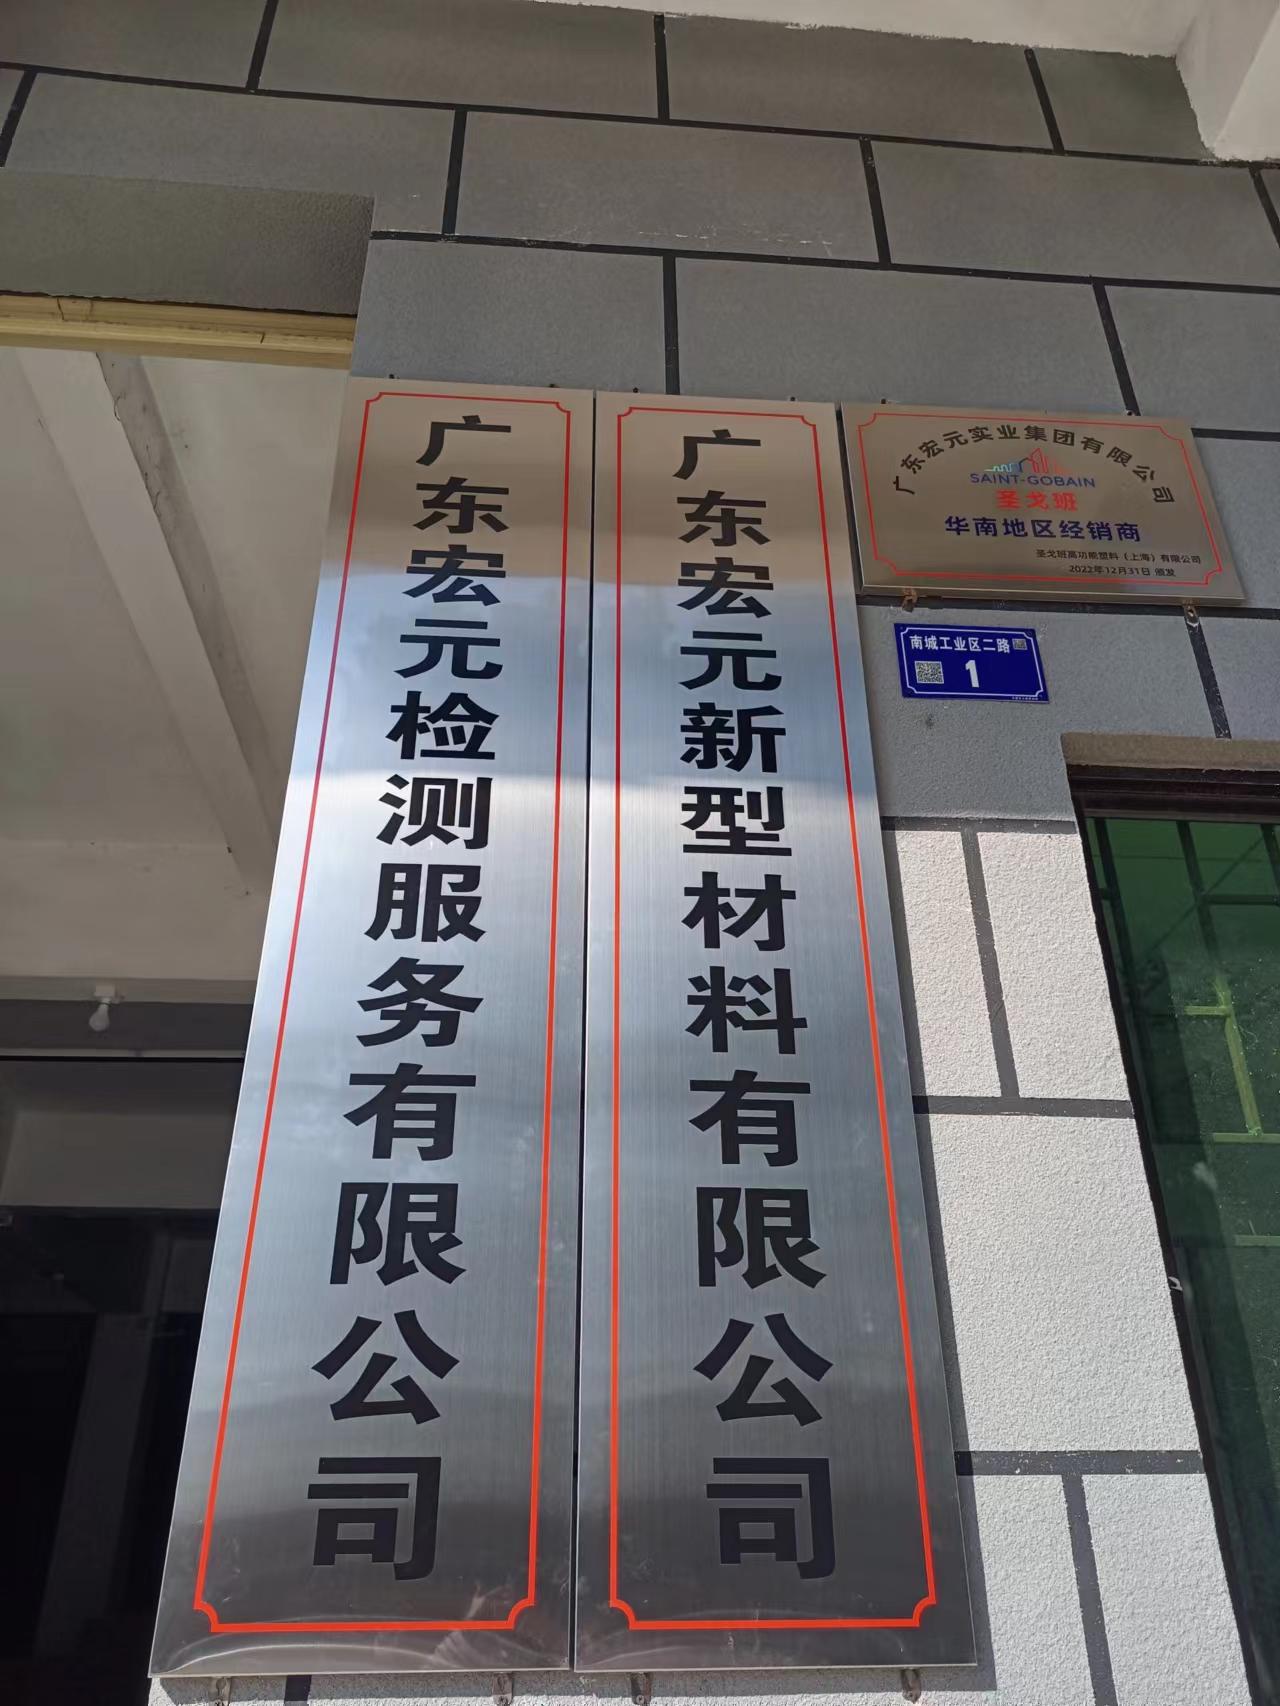 广东宏元检测服务有限公司
广东宏元新型材料有限公司
广东宏元实业集团有限公司
SAINT-GOBAIN
圣戈班
华南地区经销商
圣戈班高功能塑料（上海）有限公司
2022年12月31日 颁发
南城工业区二路
1